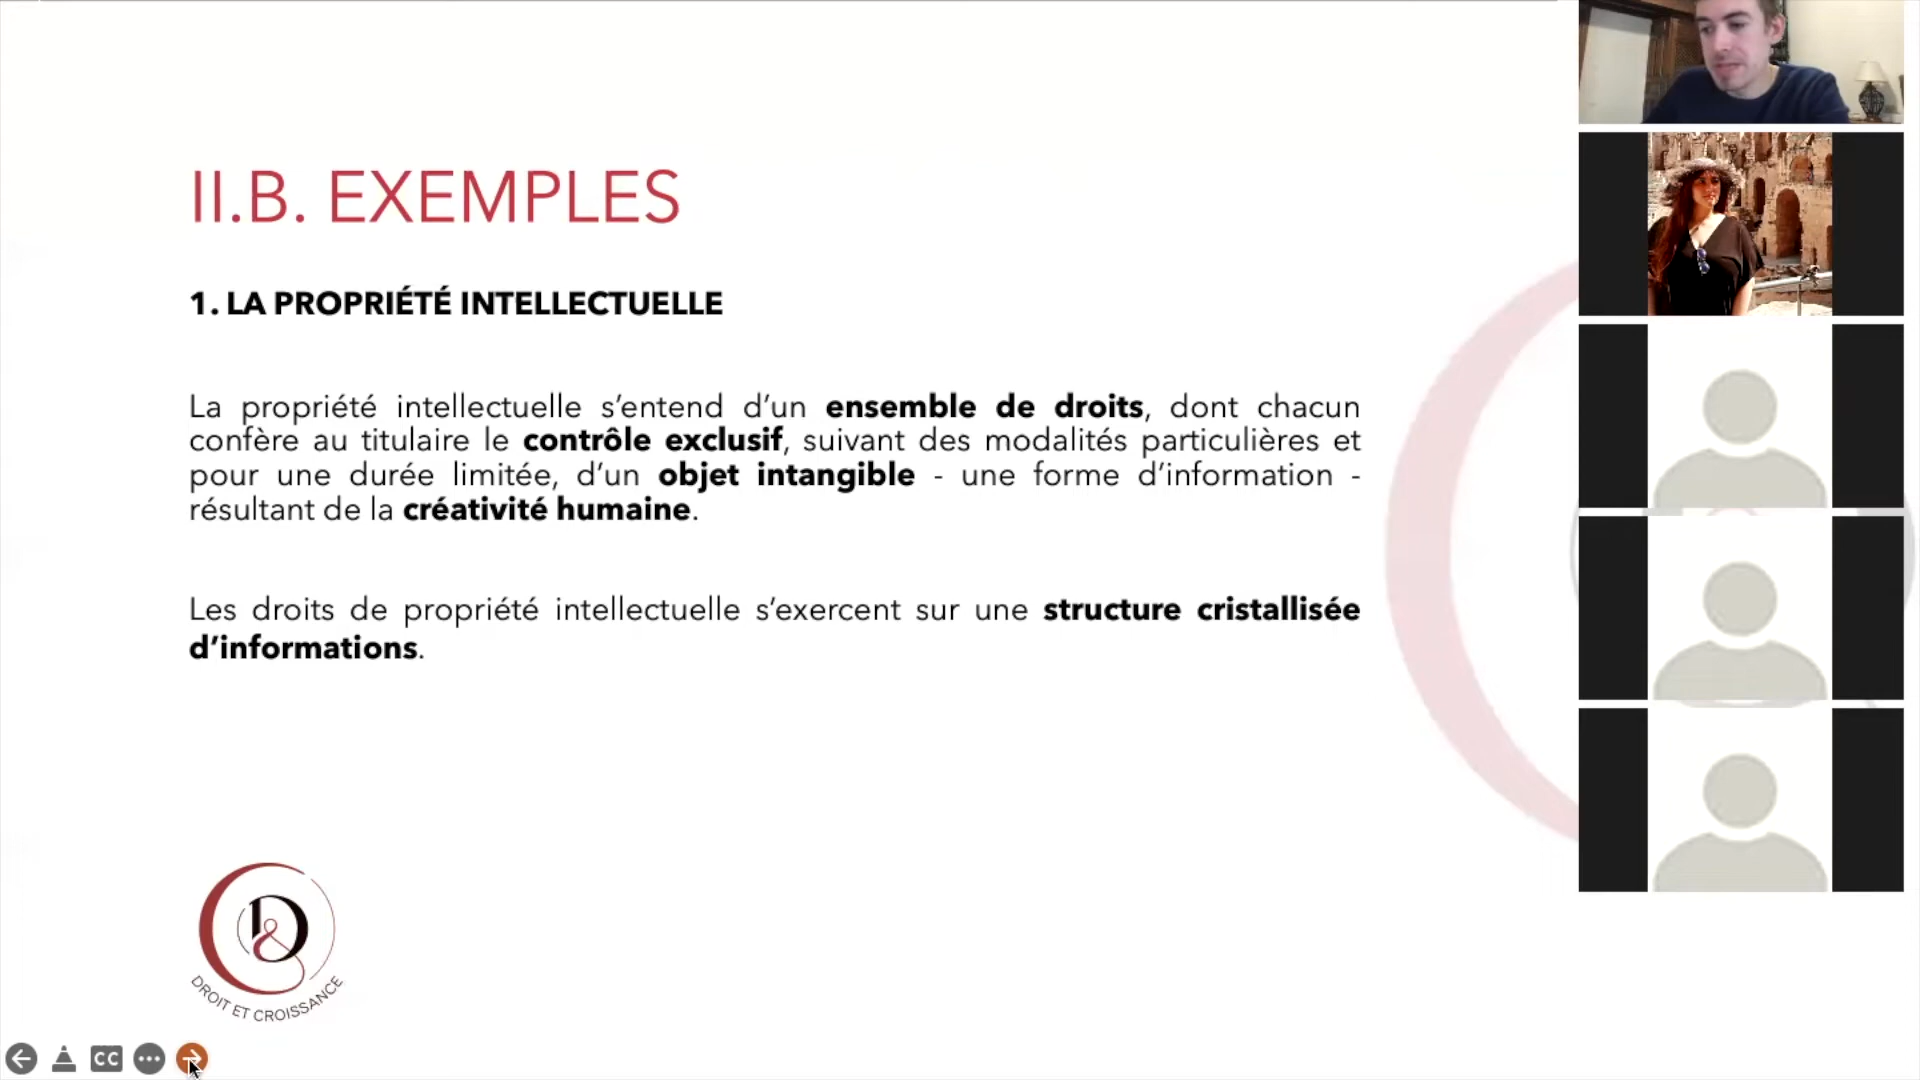 II.B. EXEMPLES
1. LA PROPRIÉTÉ INTELLECTUELLE
La propriété intellectuelle s’entend d’un ensemble de droits, dont chacun
confère au titulaire le contrôle exclusif, suivant des modalités particulières et
pour une durée limitée, d’un objet intangible - une forme d’information -
résultant de la créativité humaine.
Les droits de propriété intellectuelle s’exercent sur une structure cristallisée
d’informations.
D&
DROIT ET CROISSANCE
CC